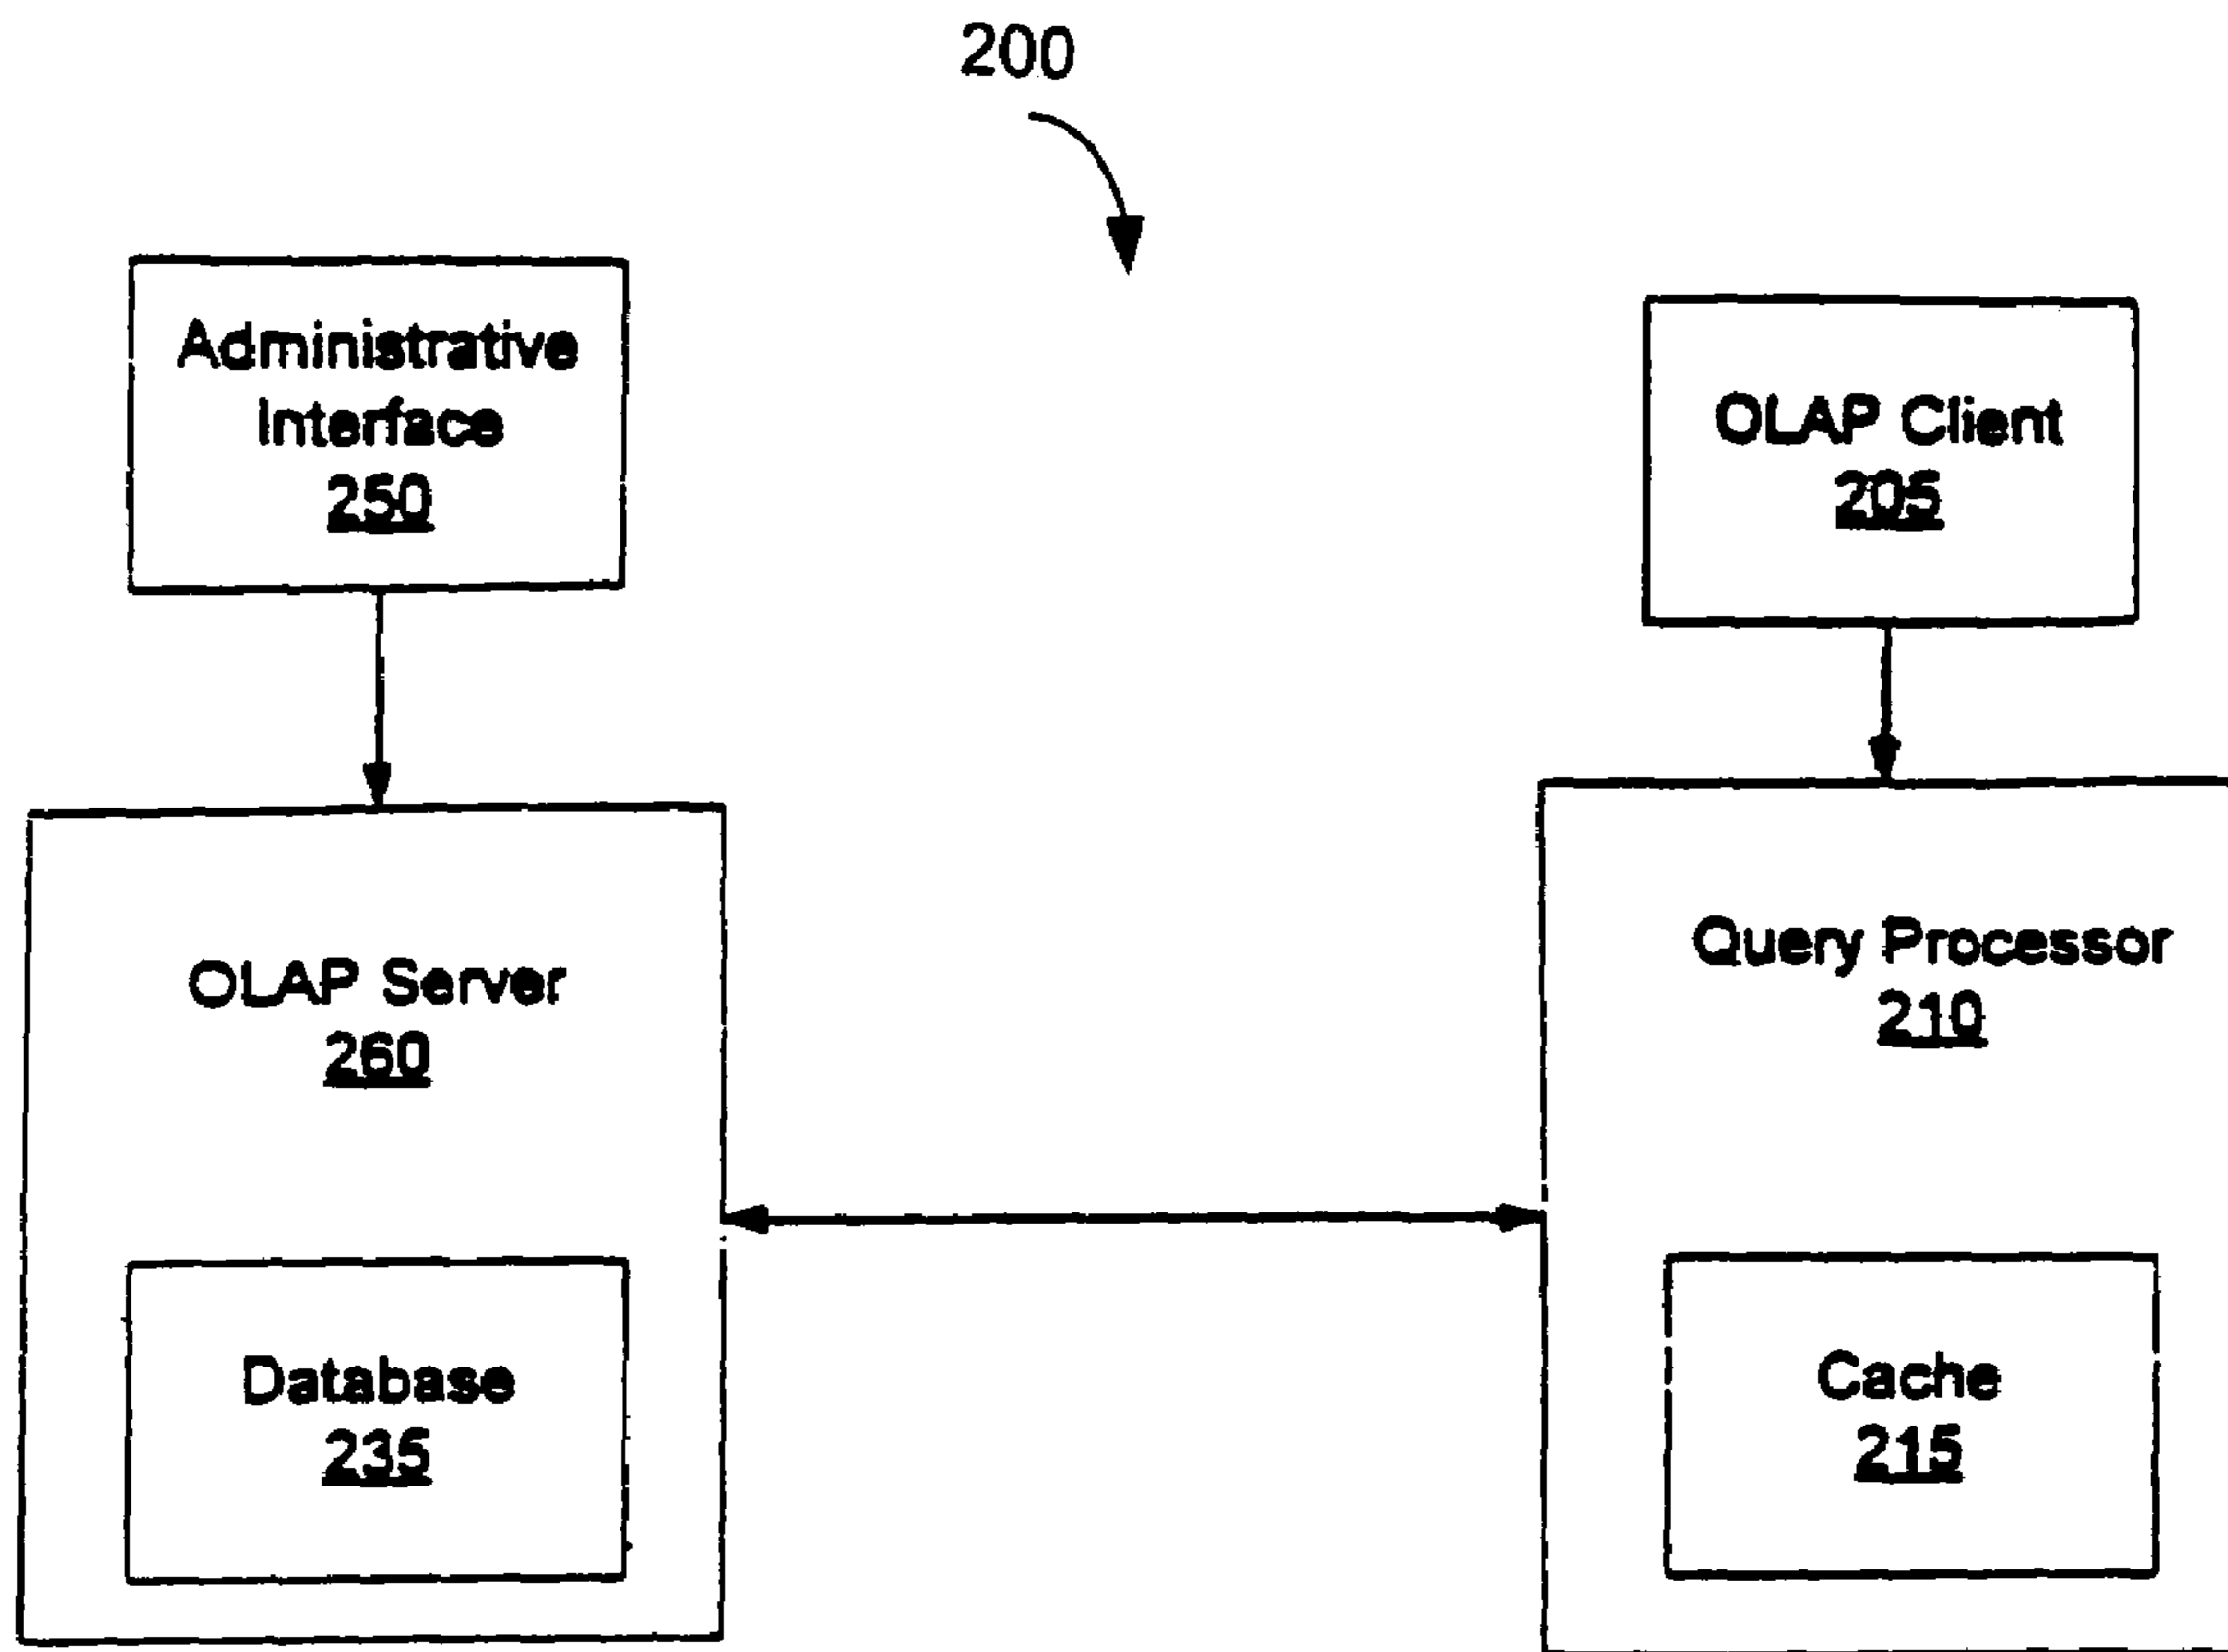 200
Administrative
Interface
250
OLAP Client
205
OLAP Server
260
Query Processor
210
Database
235
Cache
215